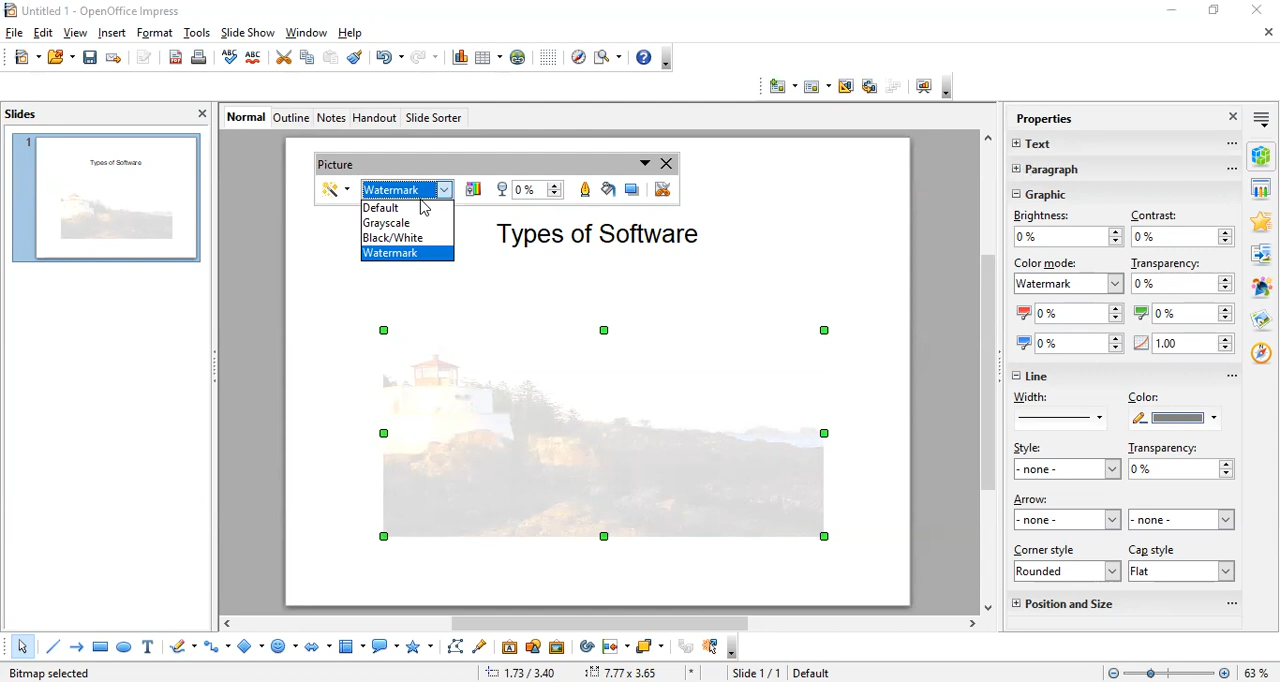 Untitled 1 - OpenOffice Impress
File Edit View Insert Format Tools Slide Show Window Help
Slides
1
Types of Software
Normal Outline Notes Handout Slide Sorter
Picture
Watermark 0 %
Default
Grayscale
Black/White
Watermark
Types of Software
Properties
Text
Paragraph
Graphic
Brightness: Contrast:
0 % 0 %
Color mode: Transparency:
Watermark 0 %
0 % 0 %
0 % 1.00
Line
Width: Color:
Style: Transparency:
- none - 0 %
Arrow:
- none - - none -
Corner style Cap style
Rounded Flat
Position and Size
Bitmap selected 1.73 / 3.40 7.77 x 3.65 * Slide 1 / 1 Default 63 %